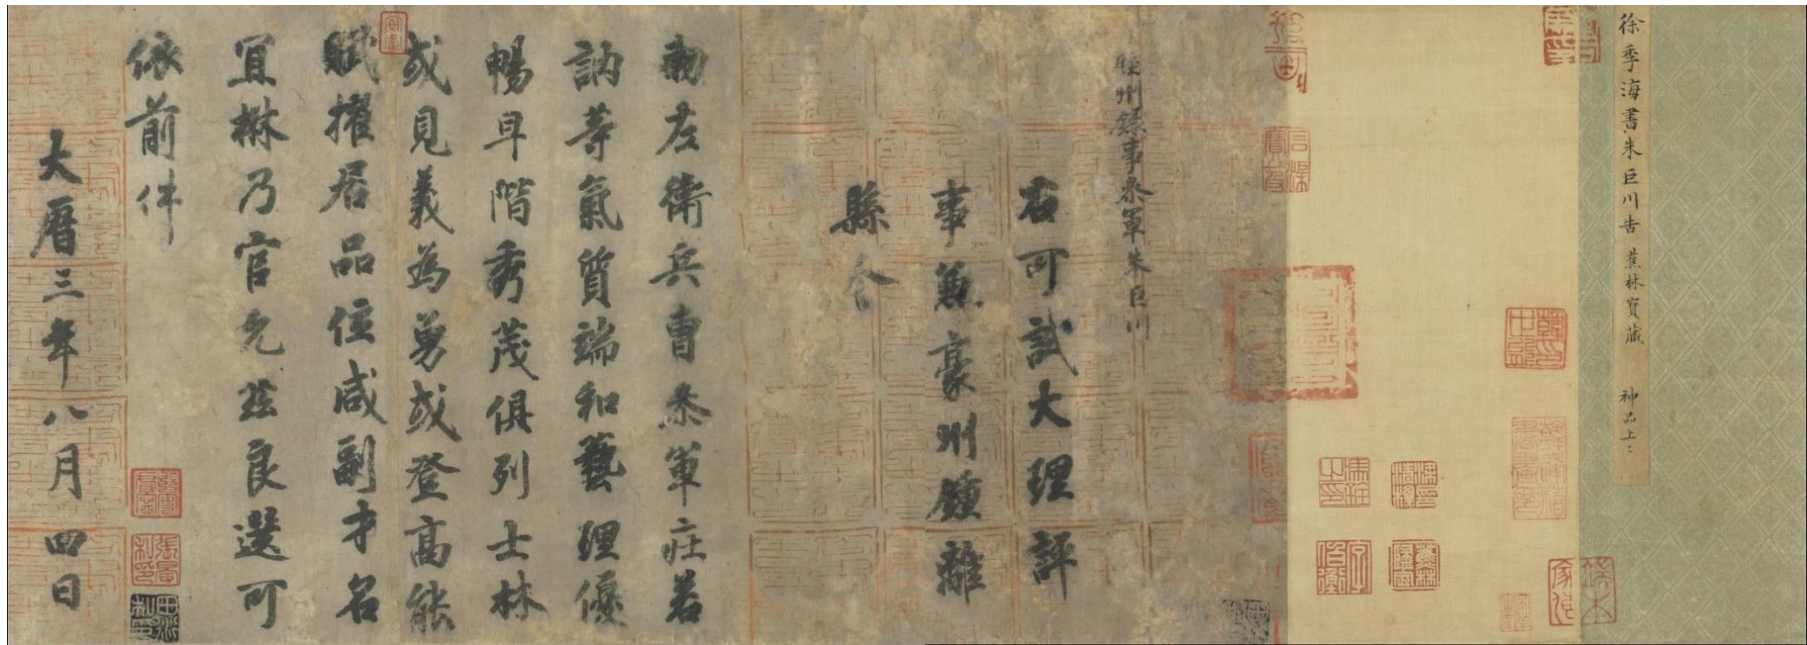 徐季海書朱巨川告 蕉林寶藏 神品上上
睦州錄事參軍朱巨川
右可試大理評
事兼豪州鍾離
縣令
勅左衛兵曹參軍莊若
訥等氣質端和藝理優
暢早階秀茂俱列士林
或見義為勇或登高能
賦擢居品位咸副才名
宜楙乃官允茲良選可
依前件
大曆三年八月四日